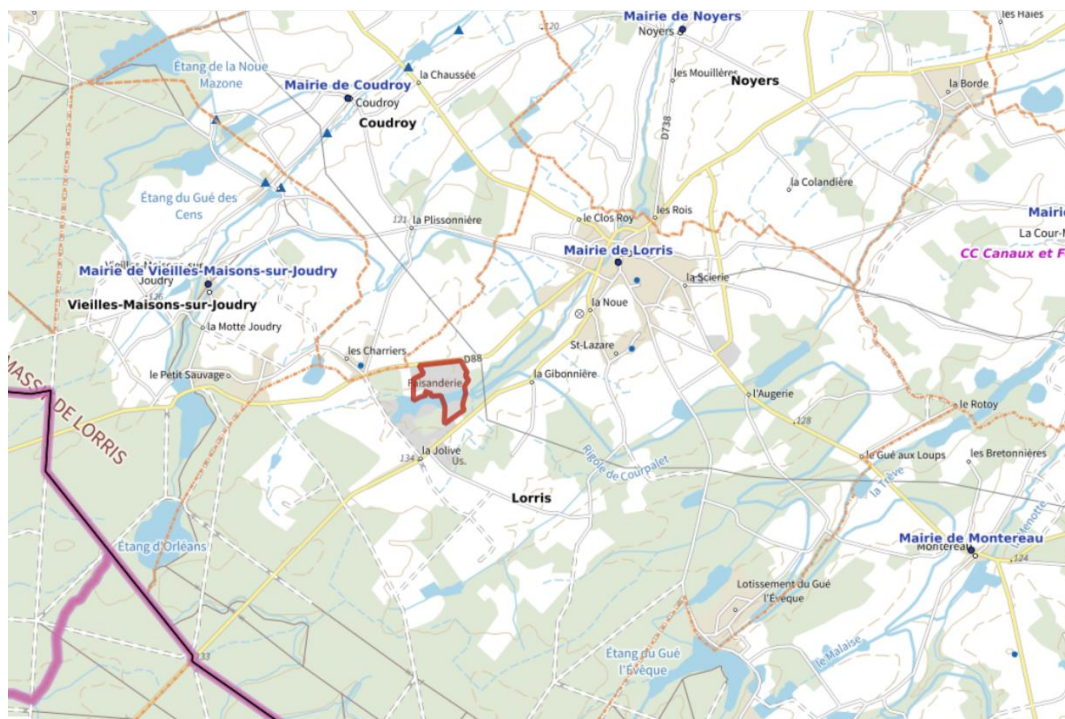 Mairie de Noyers
Noyers
les Haies
120
Étang de la Noue
Mazone
la Chaussée
les Mouillères
Noyers
Mairie de Coudroy
Coudroy
Coudroy
la Borde
D738
la Colandière
Étang du Gué des
Cens
121
la Plissonnière
le Clos Roy
les Rois
Mairi
La Cour-M
CC Canaux et F
Mairie de Lorris
Joudry
Mairie de Vieilles-Maisons-sur-Joudry
126
Vieilles-Maisons-sur-Joudry
la Scierie
la Noue
la Motte Joudry
St-Lazare
les Charriers
D88
le Petit Sauvage
Faisanderie
la Gibonnière
l'Augerie
le Rotoy
MASSIF DE LORRIS
128
134
la Jolive
Us.
Rigole de Courpalet
le Gué aux Loups
les Bretonnières
la Trève
Lorris
Étang d'Orléans
Mairie de Montereau
Montereau
124
Lotissement du Gué
l'Évêque
133
Étang du Gué
l'Évêque
le Malaise